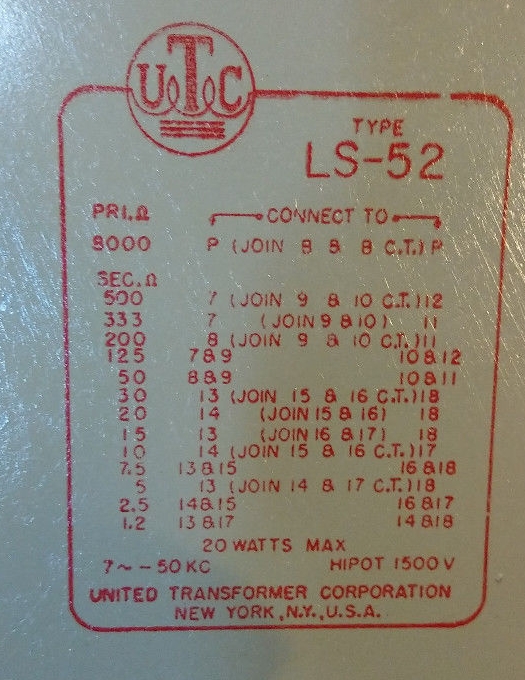 UTC
TYPE
LS-52
PRI.Ω CONNECT TO
8000 P (JOIN B & B C.T.) P
SEC.Ω
500 7 (JOIN 9 & 10 C.T.) 12
333 7 (JOIN 9 & 10) 11
200 8 (JOIN 9 & 10 C.T.) 11
125 7&9 10&12
50 8&9 10&11
30 13 (JOIN 15 & 16 C.T.) 18
20 14 (JOIN 15 & 16) 18
15 13 (JOIN 16 & 17) 18
10 14 (JOIN 15 & 16 C.T.) 17
7.5 13&15 16&18
5 13 (JOIN 14 & 17 C.T.) 18
2.5 14&15 16&17
1.2 13&17 14&18
20 WATTS MAX
7~ - 50 KC HIPOT 1500 V
UNITED TRANSFORMER CORPORATION
NEW YORK, N.Y., U.S.A.